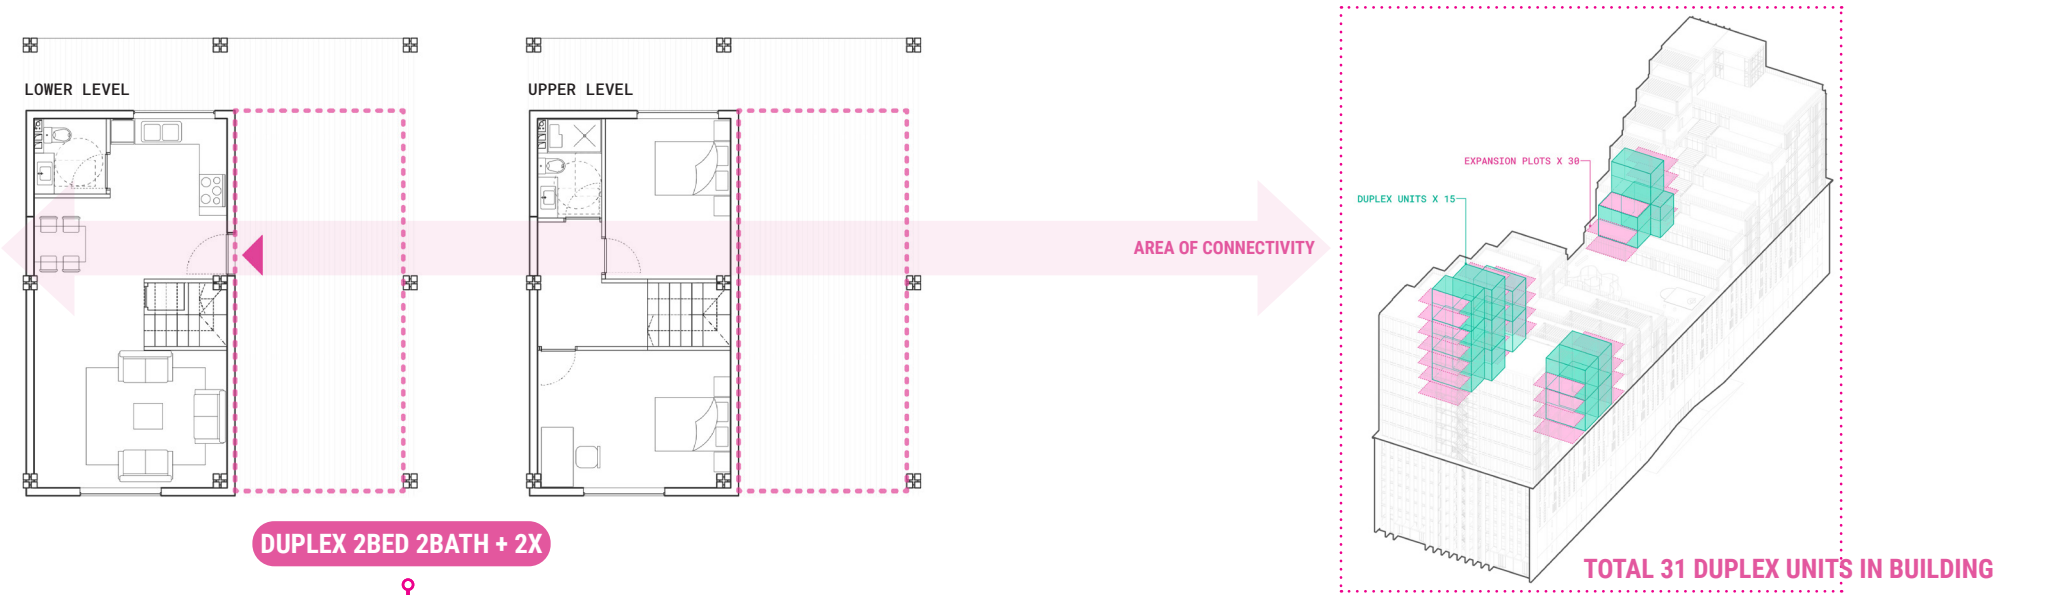 LOWER LEVEL
UPPER LEVEL
EXPANSION PLOTS X 30
DUPLEX UNITS X 15
AREA OF CONNECTIVITY
DUPLEX 2BED 2BATH + 2X
TOTAL 31 DUPLEX UNITS IN BUILDING